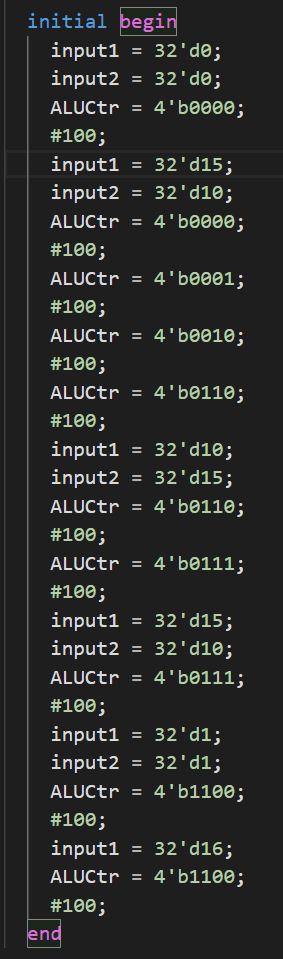 initial begin
input1 = 32'd0;
input2 = 32'd0;
ALUCtr = 4'b0000;
#100;
input1 = 32'd15;
input2 = 32'd10;
ALUCtr = 4'b0000;
#100;
ALUCtr = 4'b0001;
#100;
ALUCtr = 4'b0010;
#100;
ALUCtr = 4'b0110;
#100;
input1 = 32'd10;
input2 = 32'd15;
ALUCtr = 4'b0110;
#100;
ALUCtr = 4'b0111;
#100;
input1 = 32'd15;
input2 = 32'd10;
ALUCtr = 4'b0111;
#100;
input1 = 32'd1;
input2 = 32'd1;
ALUCtr = 4'b1100;
#100;
input1 = 32'd16;
ALUCtr = 4'b1100;
#100;
end